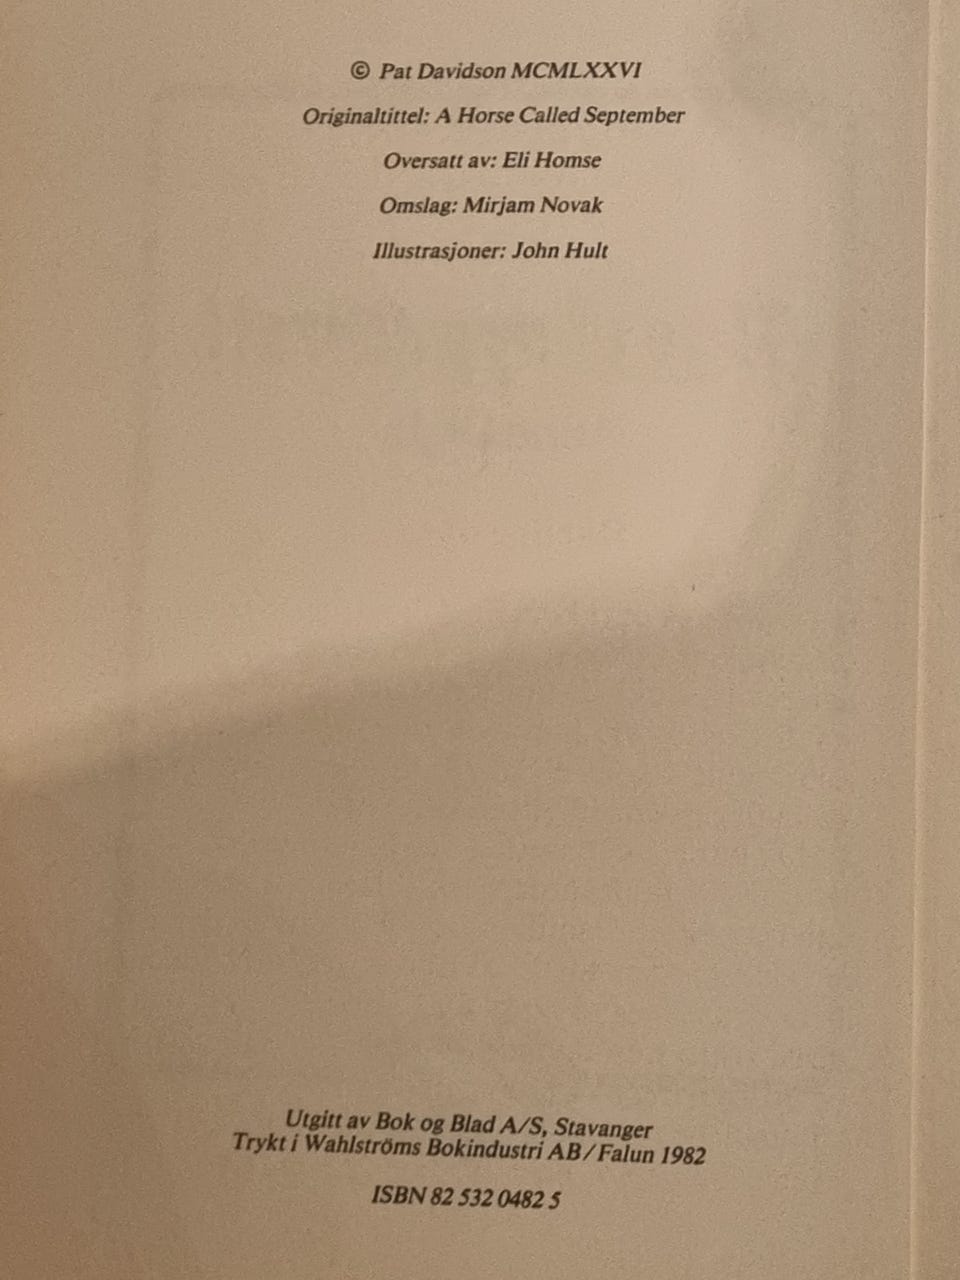 © Pat Davidson MCMLXXVI
Originaltittel: A Horse Called September
Oversatt av: Eli Homse
Omslag: Mirjam Novak
Illustrasjoner: John Hult
Utgitt av Bok og Blad A/S, Stavanger
Trykt i Wahlströms Bokindustri AB/Falun 1982
ISBN 82 532 0482 5